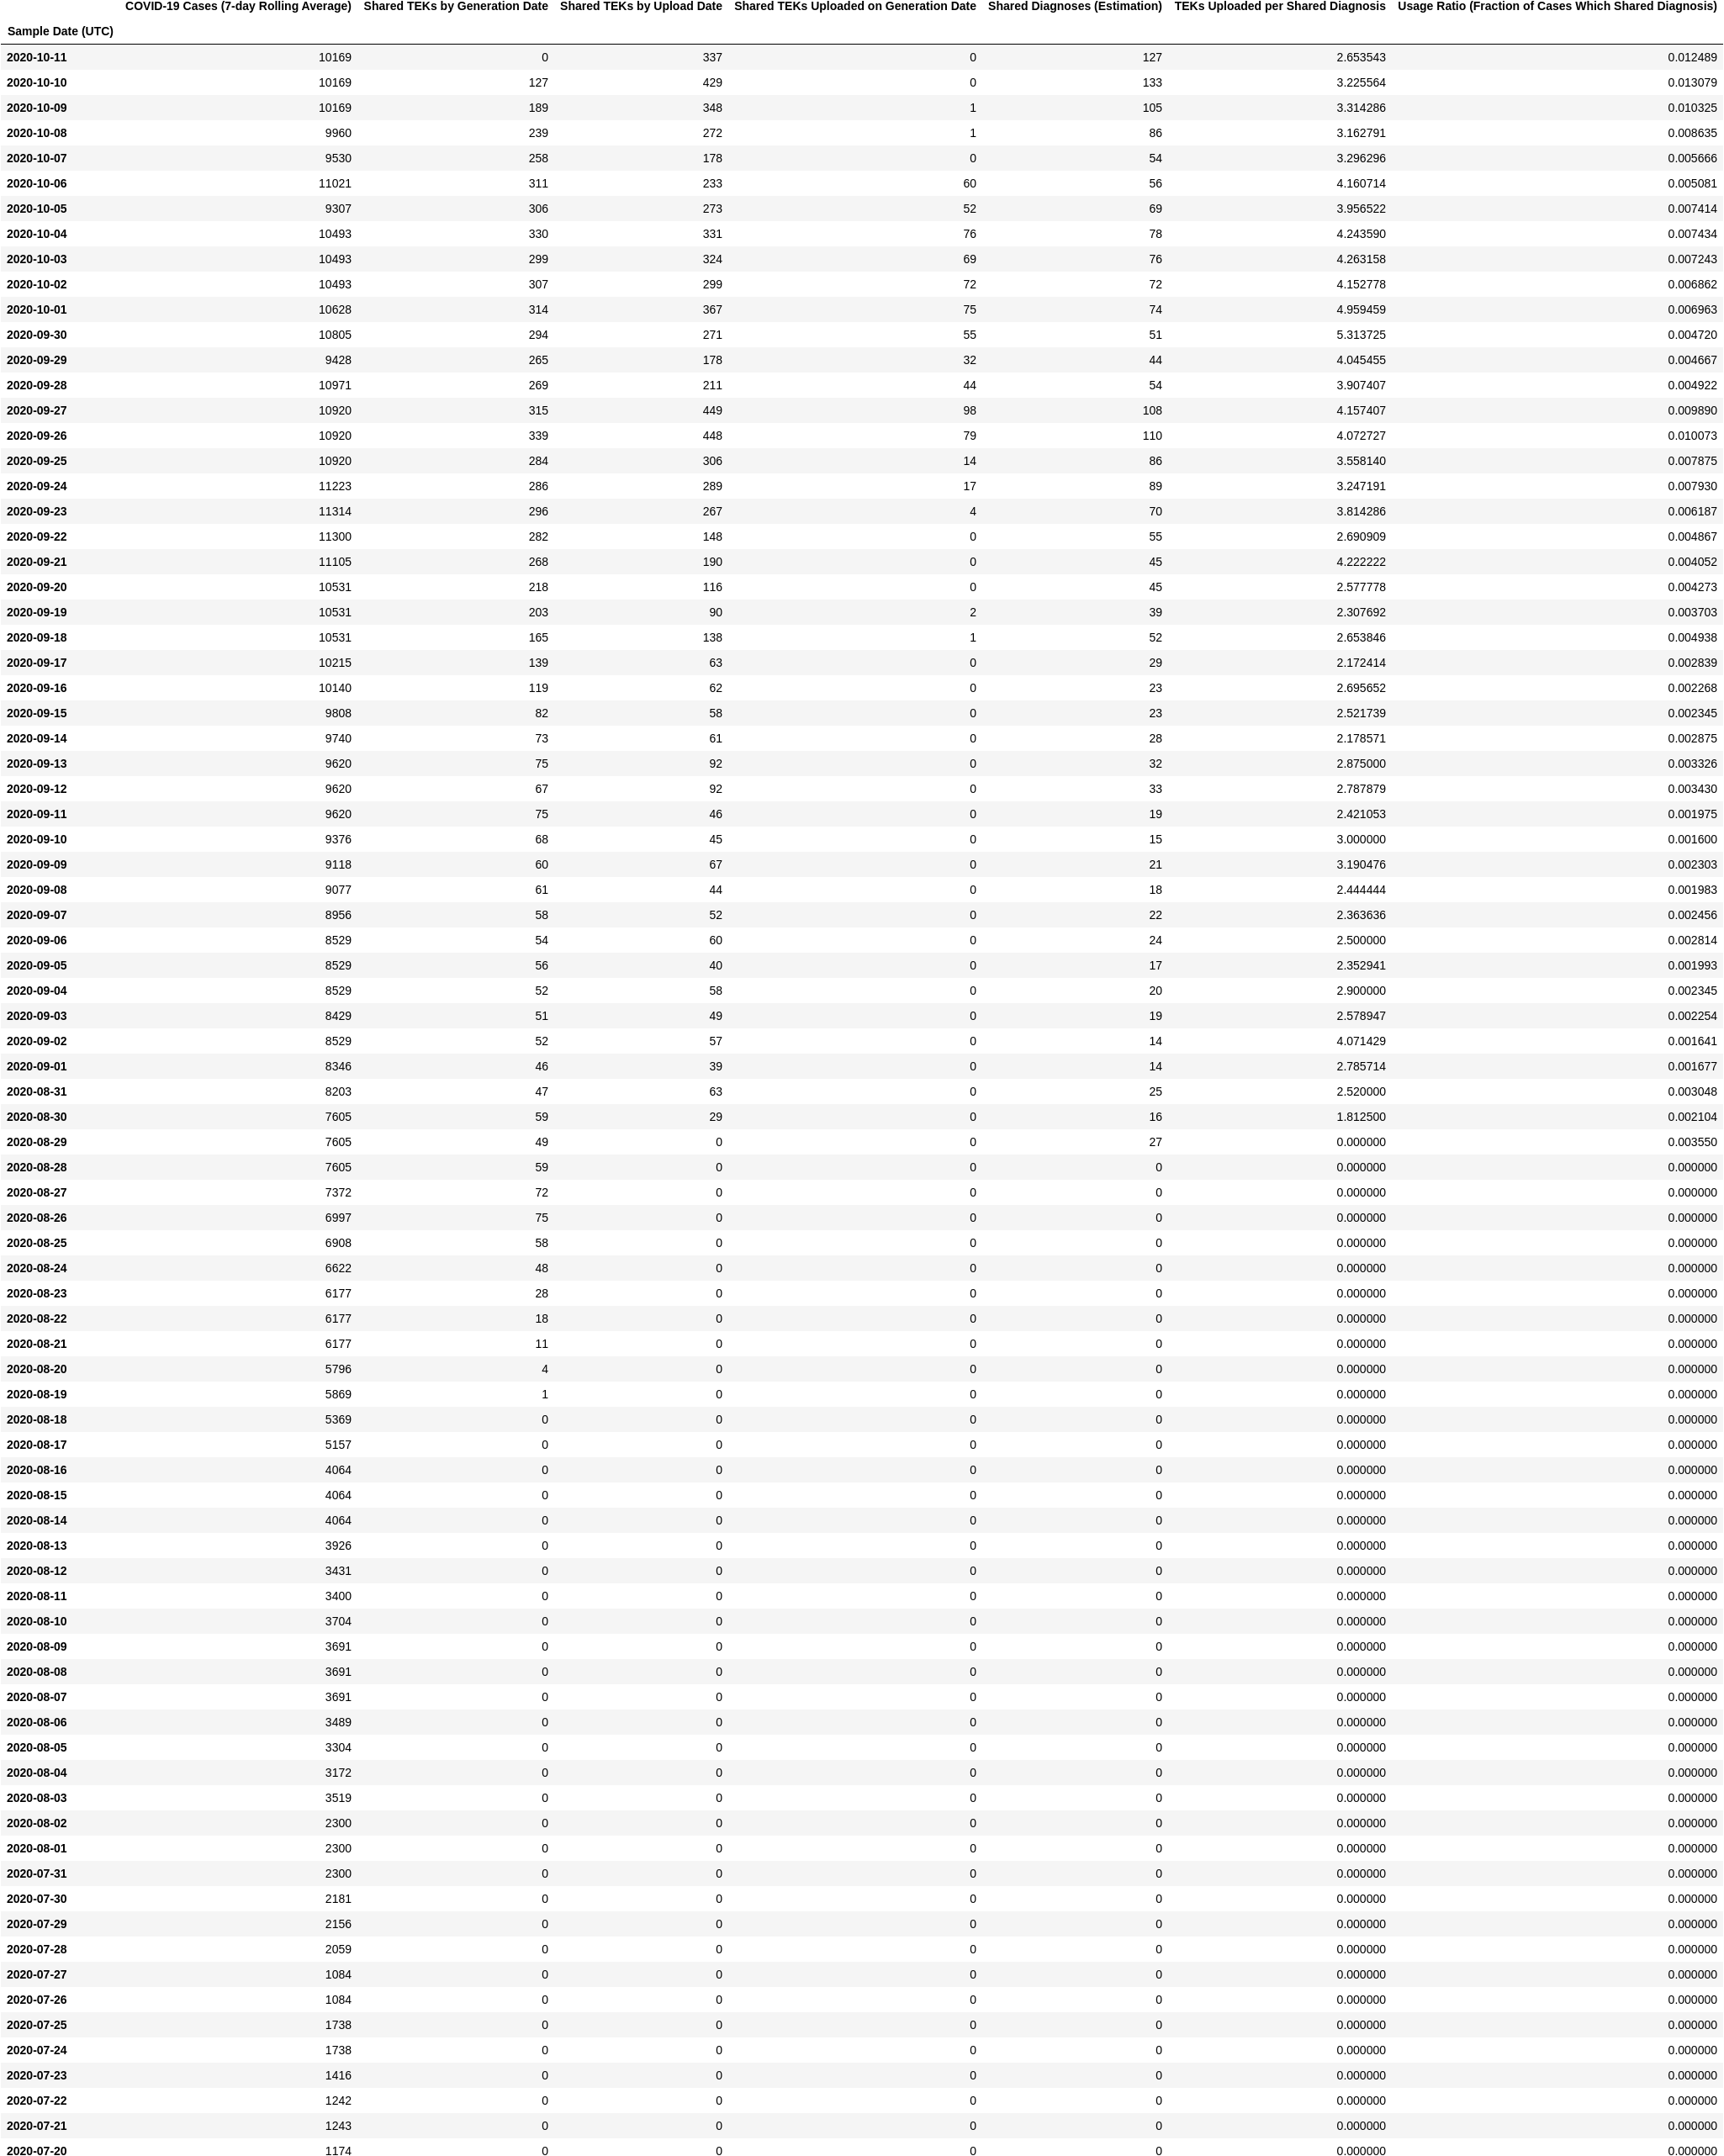 COVID-19 Cases (7-day Rolling Average) Shared TEKs by Generation Date Shared TEKs by Upload Date Shared TEKs Uploaded on Generation Date Shared Diagnoses (Estimation) TEKs Uploaded per Shared Diagnosis Usage Ratio (Fraction of Cases Which Shared Diagnosis)
Sample Date (UTC)
2020-10-11 10169 0 337 0 127 2.653543 0.012489
2020-10-10 10169 127 429 0 133 3.225564 0.013079
2020-10-09 10169 189 348 1 105 3.314286 0.010325
2020-10-08 9960 239 272 1 86 3.162791 0.008635
2020-10-07 9530 258 178 0 54 3.296296 0.005666
2020-10-06 11021 311 233 60 56 4.160714 0.005081
2020-10-05 9307 306 273 52 69 3.956522 0.007414
2020-10-04 10493 330 331 76 78 4.243590 0.007434
2020-10-03 10493 299 324 69 76 4.263158 0.007243
2020-10-02 10493 307 299 72 72 4.152778 0.006862
2020-10-01 10628 314 367 75 74 4.959459 0.006963
2020-09-30 10805 294 271 55 51 5.313725 0.004720
2020-09-29 9428 265 178 32 44 4.045455 0.004667
2020-09-28 10971 269 211 44 54 3.907407 0.004922
2020-09-27 10920 315 449 98 108 4.157407 0.009890
2020-09-26 10920 339 448 79 110 4.072727 0.010073
2020-09-25 10920 284 306 14 86 3.558140 0.007875
2020-09-24 11223 286 289 17 89 3.247191 0.007930
2020-09-23 11314 296 267 4 70 3.814286 0.006187
2020-09-22 11300 282 148 0 55 2.690909 0.004867
2020-09-21 11105 268 190 0 45 4.222222 0.004052
2020-09-20 10531 218 116 0 45 2.577778 0.004273
2020-09-19 10531 203 90 2 39 2.307692 0.003703
2020-09-18 10531 165 138 1 52 2.653846 0.004938
2020-09-17 10215 139 63 0 29 2.172414 0.002839
2020-09-16 10140 119 62 0 23 2.695652 0.002268
2020-09-15 9808 82 58 0 23 2.521739 0.002345
2020-09-14 9740 73 61 0 28 2.178571 0.002875
2020-09-13 9620 75 92 0 32 2.875000 0.003326
2020-09-12 9620 67 92 0 33 2.787879 0.003430
2020-09-11 9620 75 46 0 19 2.421053 0.001975
2020-09-10 9376 68 45 0 15 3.000000 0.001600
2020-09-09 9118 60 67 0 21 3.190476 0.002303
2020-09-08 9077 61 44 0 18 2.444444 0.001983
2020-09-07 8956 58 52 0 22 2.363636 0.002456
2020-09-06 8529 54 60 0 24 2.500000 0.002814
2020-09-05 8529 56 40 0 17 2.352941 0.001993
2020-09-04 8529 52 58 0 20 2.900000 0.002345
2020-09-03 8429 51 49 0 19 2.578947 0.002254
2020-09-02 8529 52 57 0 14 4.071429 0.001641
2020-09-01 8346 46 39 0 14 2.785714 0.001677
2020-08-31 8203 47 63 0 25 2.520000 0.003048
2020-08-30 7605 59 29 0 16 1.812500 0.002104
2020-08-29 7605 49 0 0 27 0.000000 0.003550
2020-08-28 7605 59 0 0 0 0.000000 0.000000
2020-08-27 7372 72 0 0 0 0.000000 0.000000
2020-08-26 6997 75 0 0 0 0.000000 0.000000
2020-08-25 6908 58 0 0 0 0.000000 0.000000
2020-08-24 6622 48 0 0 0 0.000000 0.000000
2020-08-23 6177 28 0 0 0 0.000000 0.000000
2020-08-22 6177 18 0 0 0 0.000000 0.000000
2020-08-21 6177 11 0 0 0 0.000000 0.000000
2020-08-20 5796 4 0 0 0 0.000000 0.000000
2020-08-19 5869 1 0 0 0 0.000000 0.000000
2020-08-18 5369 0 0 0 0 0.000000 0.000000
2020-08-17 5157 0 0 0 0 0.000000 0.000000
2020-08-16 4064 0 0 0 0 0.000000 0.000000
2020-08-15 4064 0 0 0 0 0.000000 0.000000
2020-08-14 4064 0 0 0 0 0.000000 0.000000
2020-08-13 3926 0 0 0 0 0.000000 0.000000
2020-08-12 3431 0 0 0 0 0.000000 0.000000
2020-08-11 3400 0 0 0 0 0.000000 0.000000
2020-08-10 3704 0 0 0 0 0.000000 0.000000
2020-08-09 3691 0 0 0 0 0.000000 0.000000
2020-08-08 3691 0 0 0 0 0.000000 0.000000
2020-08-07 3691 0 0 0 0 0.000000 0.000000
2020-08-06 3489 0 0 0 0 0.000000 0.000000
2020-08-05 3304 0 0 0 0 0.000000 0.000000
2020-08-04 3172 0 0 0 0 0.000000 0.000000
2020-08-03 3519 0 0 0 0 0.000000 0.000000
2020-08-02 2300 0 0 0 0 0.000000 0.000000
2020-08-01 2300 0 0 0 0 0.000000 0.000000
2020-07-31 2300 0 0 0 0 0.000000 0.000000
2020-07-30 2181 0 0 0 0 0.000000 0.000000
2020-07-29 2156 0 0 0 0 0.000000 0.000000
2020-07-28 2059 0 0 0 0 0.000000 0.000000
2020-07-27 1084 0 0 0 0 0.000000 0.000000
2020-07-26 1084 0 0 0 0 0.000000 0.000000
2020-07-25 1738 0 0 0 0 0.000000 0.000000
2020-07-24 1738 0 0 0 0 0.000000 0.000000
2020-07-23 1416 0 0 0 0 0.000000 0.000000
2020-07-22 1242 0 0 0 0 0.000000 0.000000
2020-07-21 1243 0 0 0 0 0.000000 0.000000
2020-07-20 1174 0 0 0 0 0.000000 0.000000